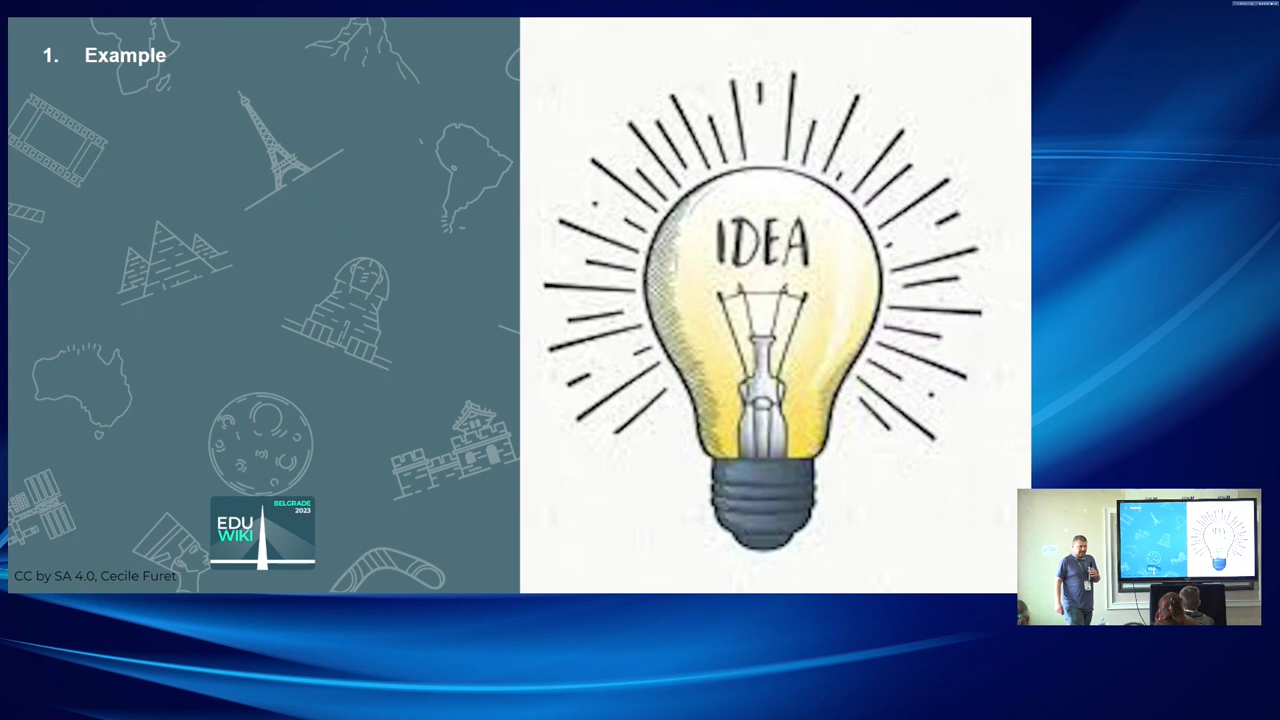 1. Example
IDEA
BELGRADE
2023
EDU
WIKI
CC by SA 4.0, Cecile Furet